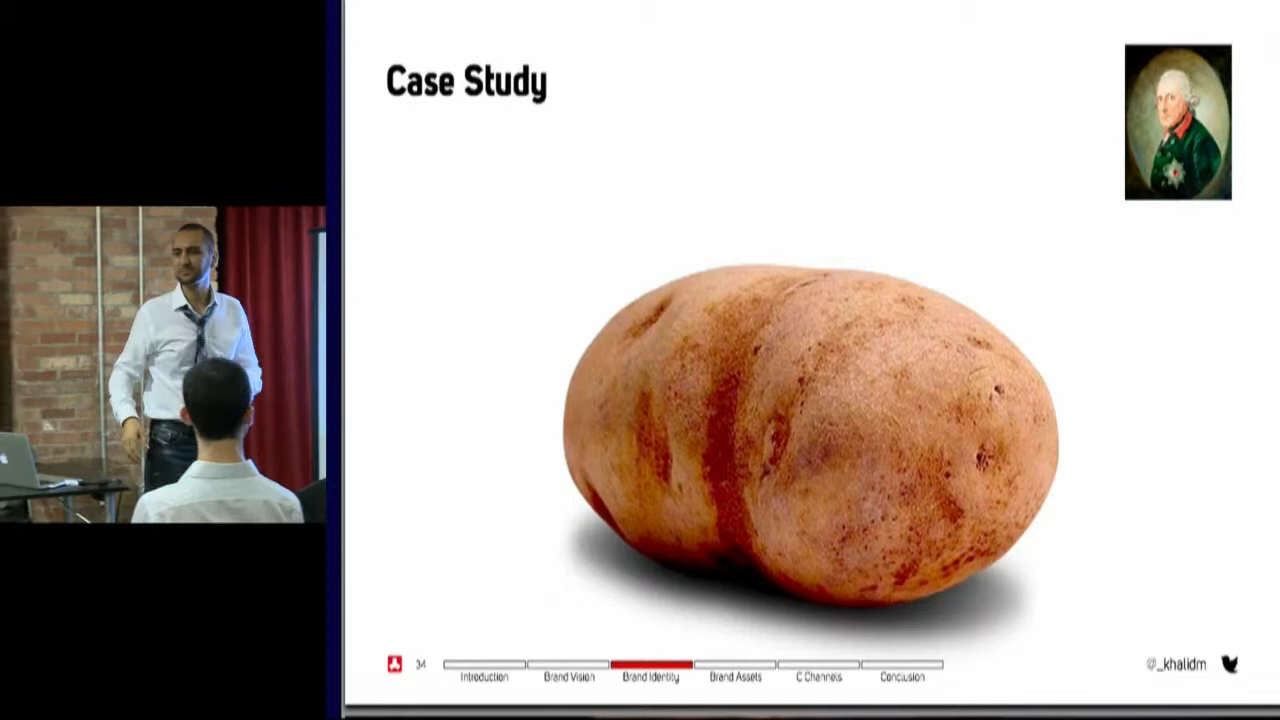 Case Study
34
Introduction
Brand Vision
Brand Identity
Brand Assets
C Channels
Conclusion
@_khalidm